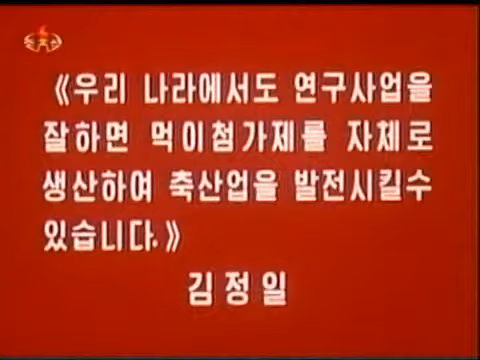 《우리 나라에서도 연구사업을
잘하면 먹이첨가제를 자체로
생산하여 축산업을 발전시킬수
있습니다.》
김정일